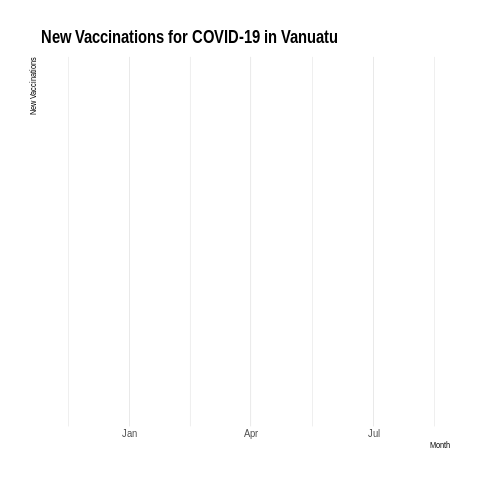 New Vaccinations for COVID-19 in Vanuatu
New Vaccinations
Jan Apr Jul
Month